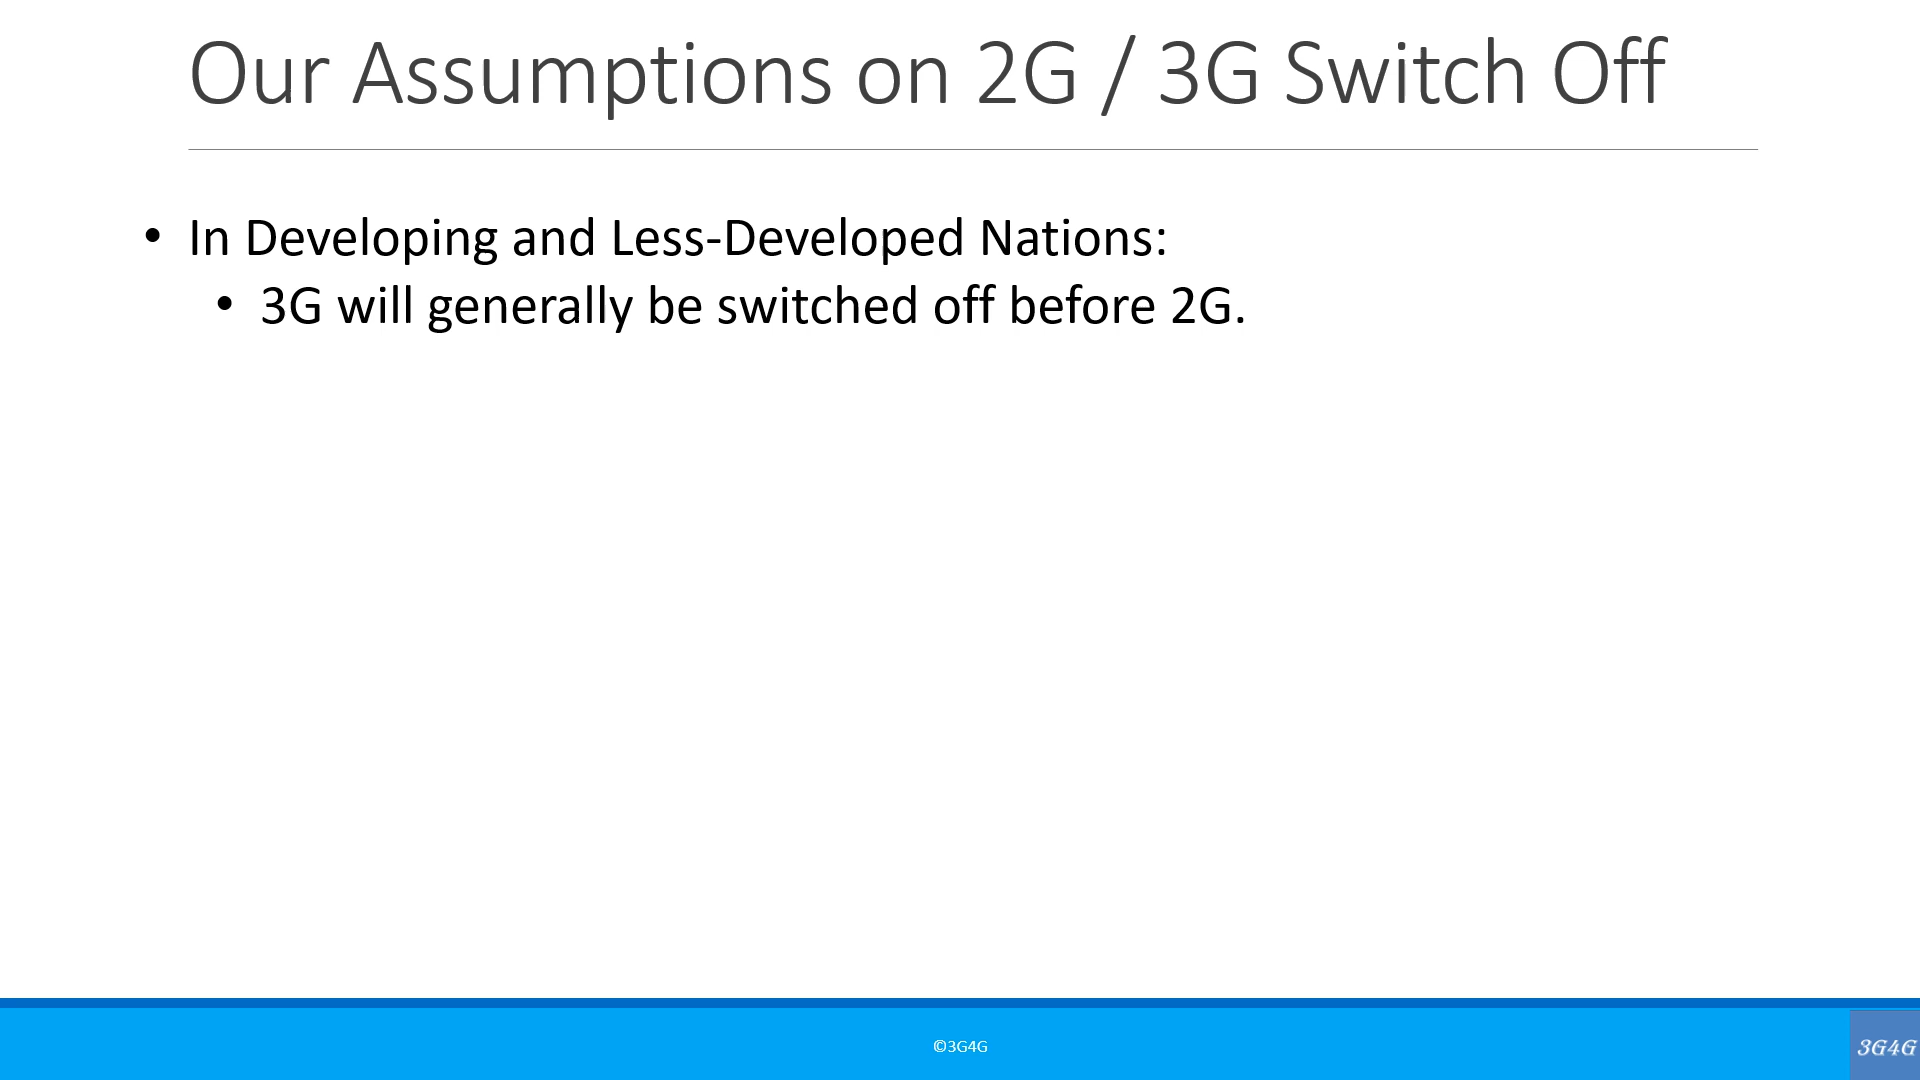 Our Assumptions on 2G / 3G Switch Off
• In Developing and Less-Developed Nations:
• 3G will generally be switched off before 2G.
©3G4G
3G4G